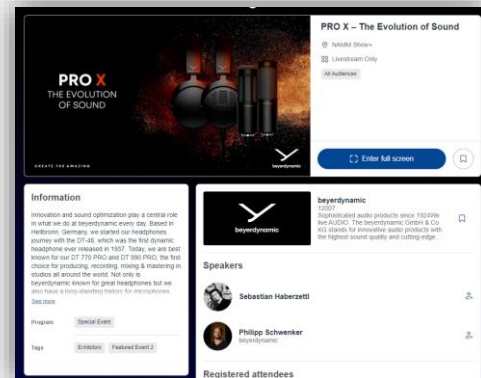 PRO X
THE EVOLUTION
OF SOUND
CREATE THE AMAZING
beyerdynamic
PRO X – The Evolution of Sound
NAMM Show+
Livestream Only
All Audiences
Enter full screen
Information
Innovation and sound optimization play a central role
in what we do at beyerdynamic every day. Based in
Heilbronn, Germany, we started our headphones
journey with the DT-48, which was the first dynamic
headphone ever released in 1937. Today, we are best
known for our DT 770 PRO and DT 990 PRO, the first
choice for producing, recording, mixing & mastering in
studios all around the world. Not only is
beyerdynamic known for great headphones but we
also have a long-standing history for microphones.
See more
Program
Special Event
Tags
Exhibitors
Featured Event 2
beyerdynamic
beyerdynamic
10007
Sophisticated audio products since 1924We
live AUDIO. The beyerdynamic GmbH & Co.
KG stands for innovative audio products with
the highest sound quality and cutting-edge...
Speakers
Sebastian Haberzettl
Philipp Schwenker
beyerdynamic
Registered attendees